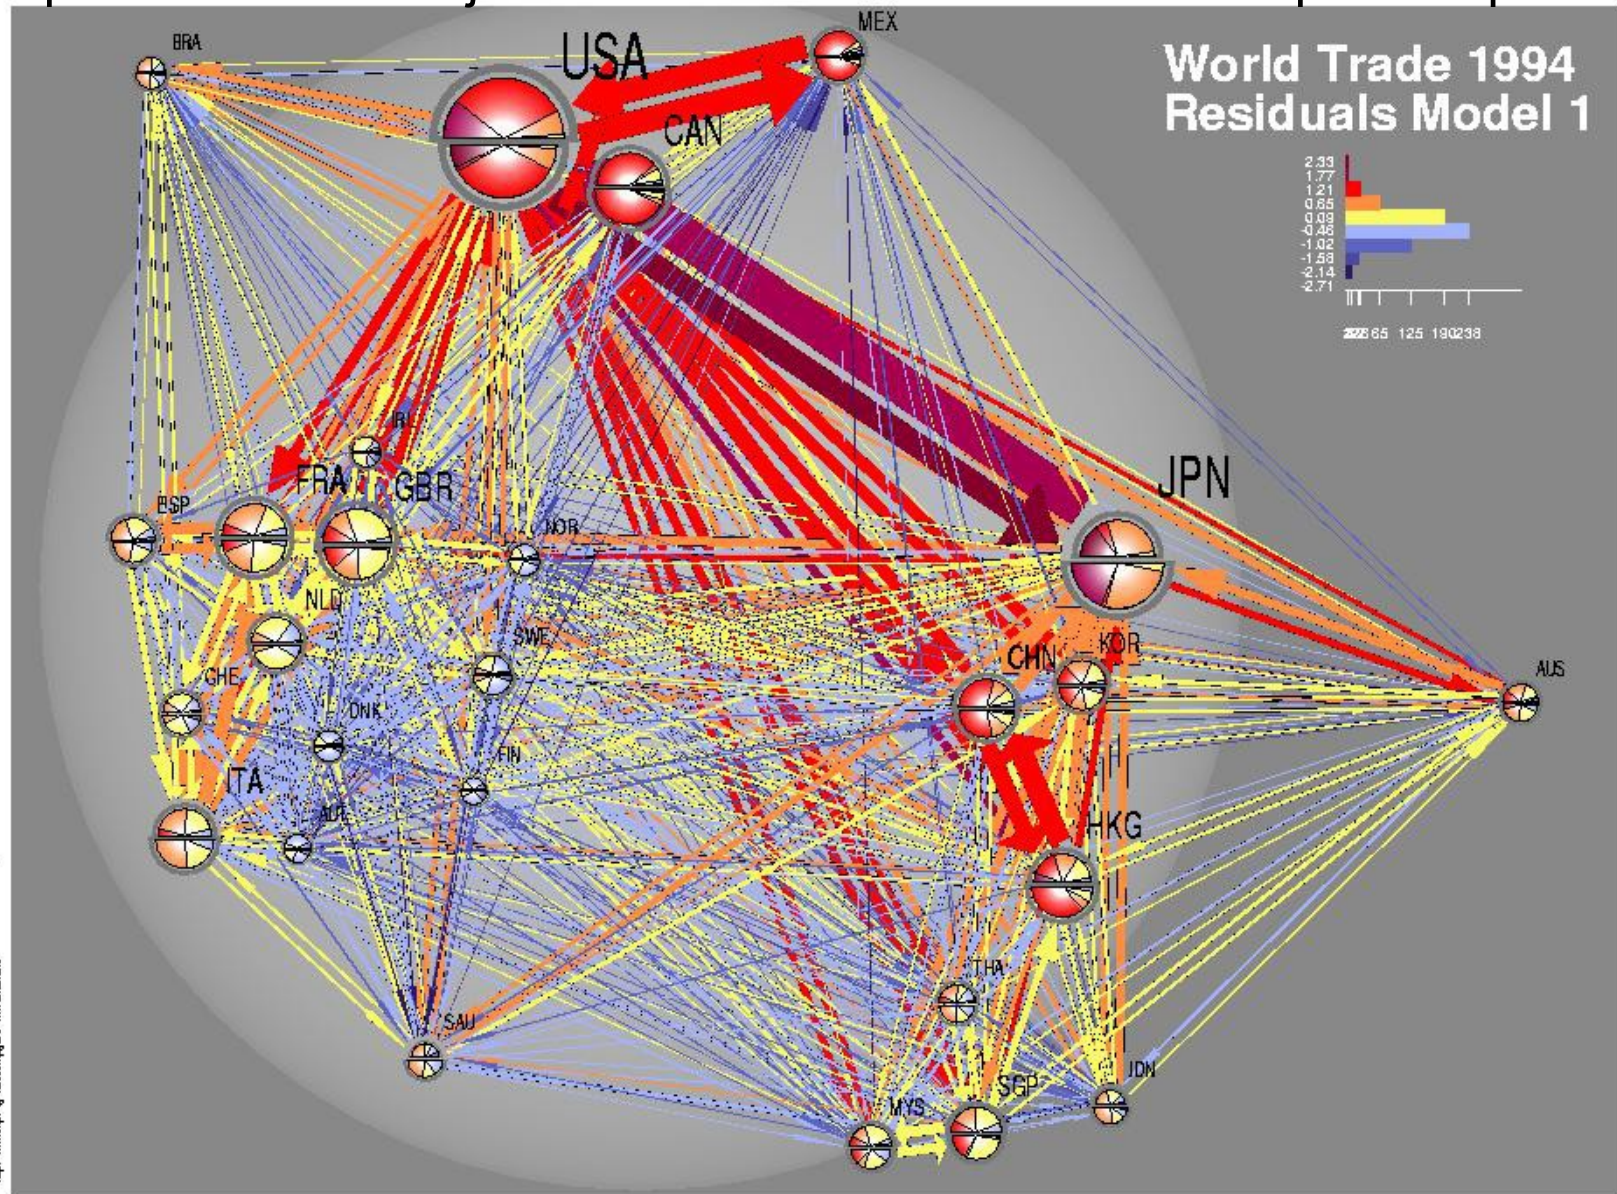 BRA
USA
MEX
World Trade 1994
Residuals Model 1
CAN
2.33
1.77
1.21
0.65
0.09
-0.46
-1.02
-1.58
-2.14
-2.71
65 125 190 238
IRL
FRA
GBR
JPN
ESP
NOR
NLD
SWE
CHN
KOR
AUS
CHE
DNK
FIN
ITA
HKG
THA
SAU
IDN
SGP
MYS